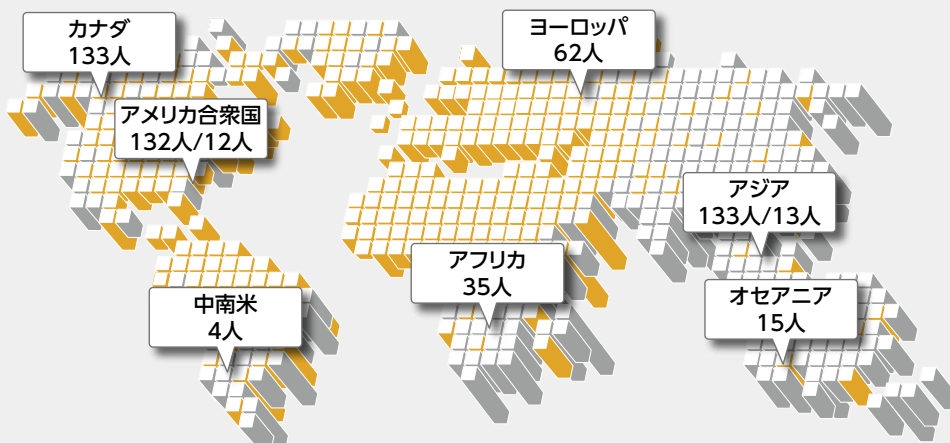 カナダ
133人
ヨーロッパ
62人
アメリカ合衆国
132人/12人
アジア
133人/13人
アフリカ
35人
中南米
4人
オセアニア
15人